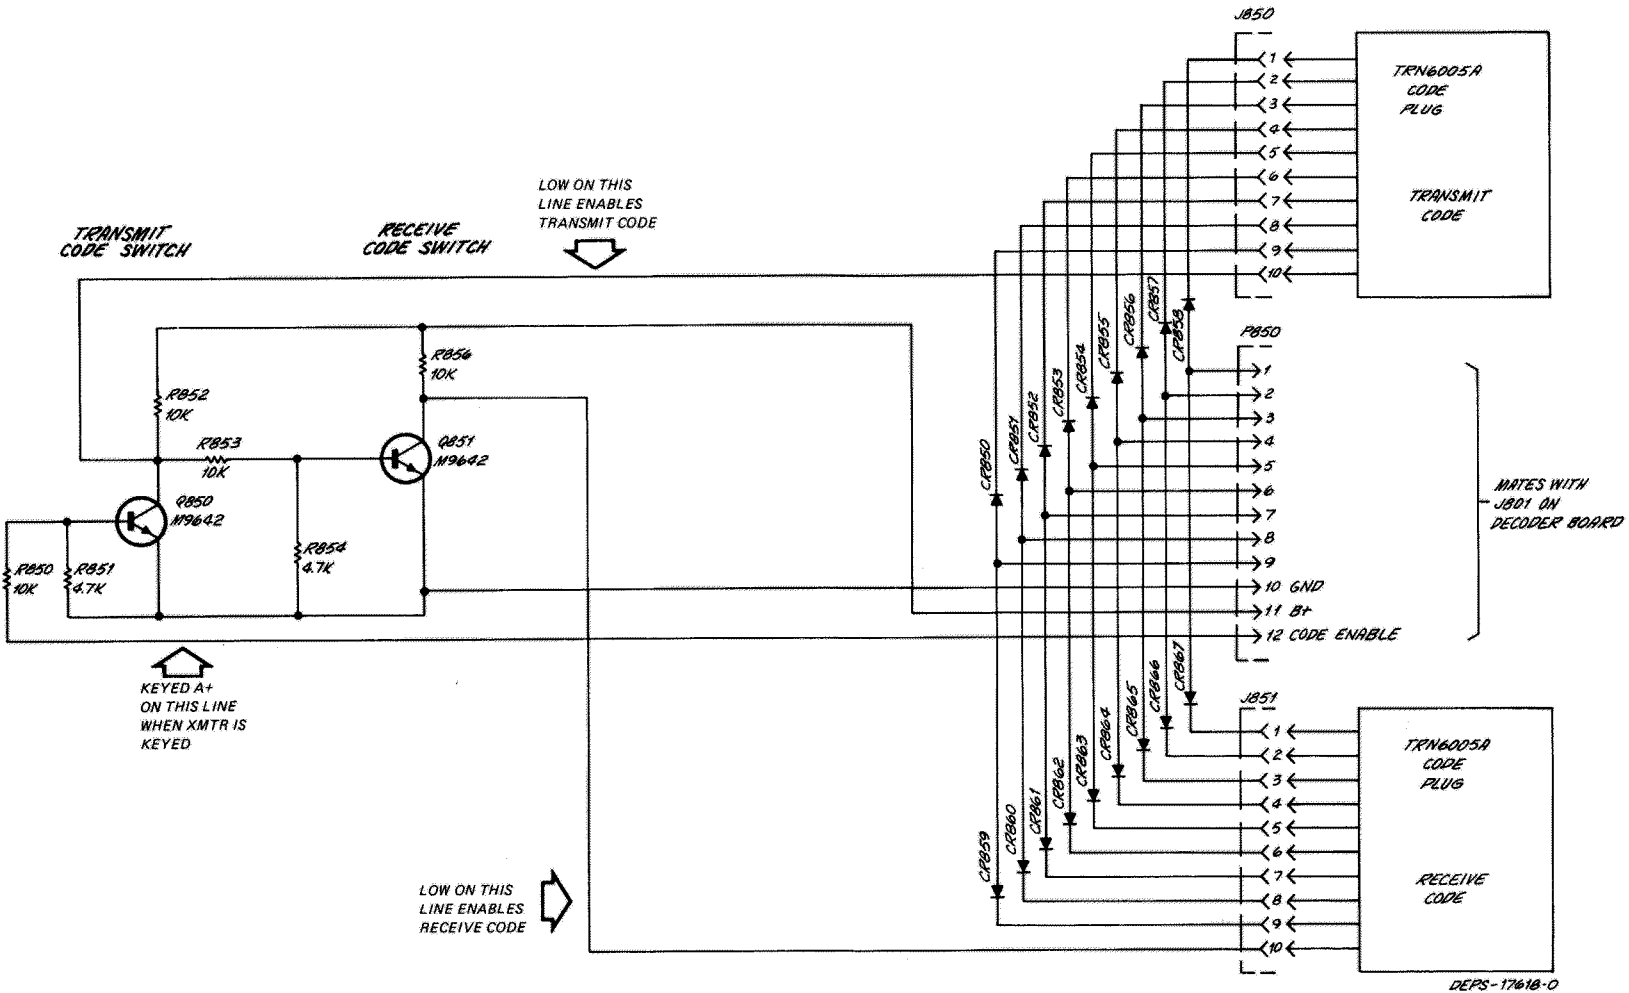 J850
1
2
3
4
5
6
7
8
9
10
TRN6005A
CODE
PLUG
TRANSMIT
CODE
LOW ON THIS
LINE ENABLES
TRANSMIT CODE
TRANSMIT
CODE SWITCH
RECEIVE
CODE SWITCH
R852
10K
R856
10K
R853
10K
Q851
M9642
Q850
M9642
R854
4.7K
R850
10K
R851
4.7K
KEYED A+
ON THIS LINE
WHEN XMTR IS
KEYED
CR850
CR851
CR852
CR853
CR854
CR855
CR856
CR857
CR858
P850
1
2
3
4
5
6
7
8
9
10 GND
11 B+
12 CODE ENABLE
MATES WITH
J801 ON
DECODER BOARD
CR859
CR860
CR861
CR862
CR863
CR864
CR865
CR866
CR867
J851
1
2
3
4
5
6
7
8
9
10
TRN6005A
CODE
PLUG
RECEIVE
CODE
LOW ON THIS
LINE ENABLES
RECEIVE CODE
DEPS-17618-O